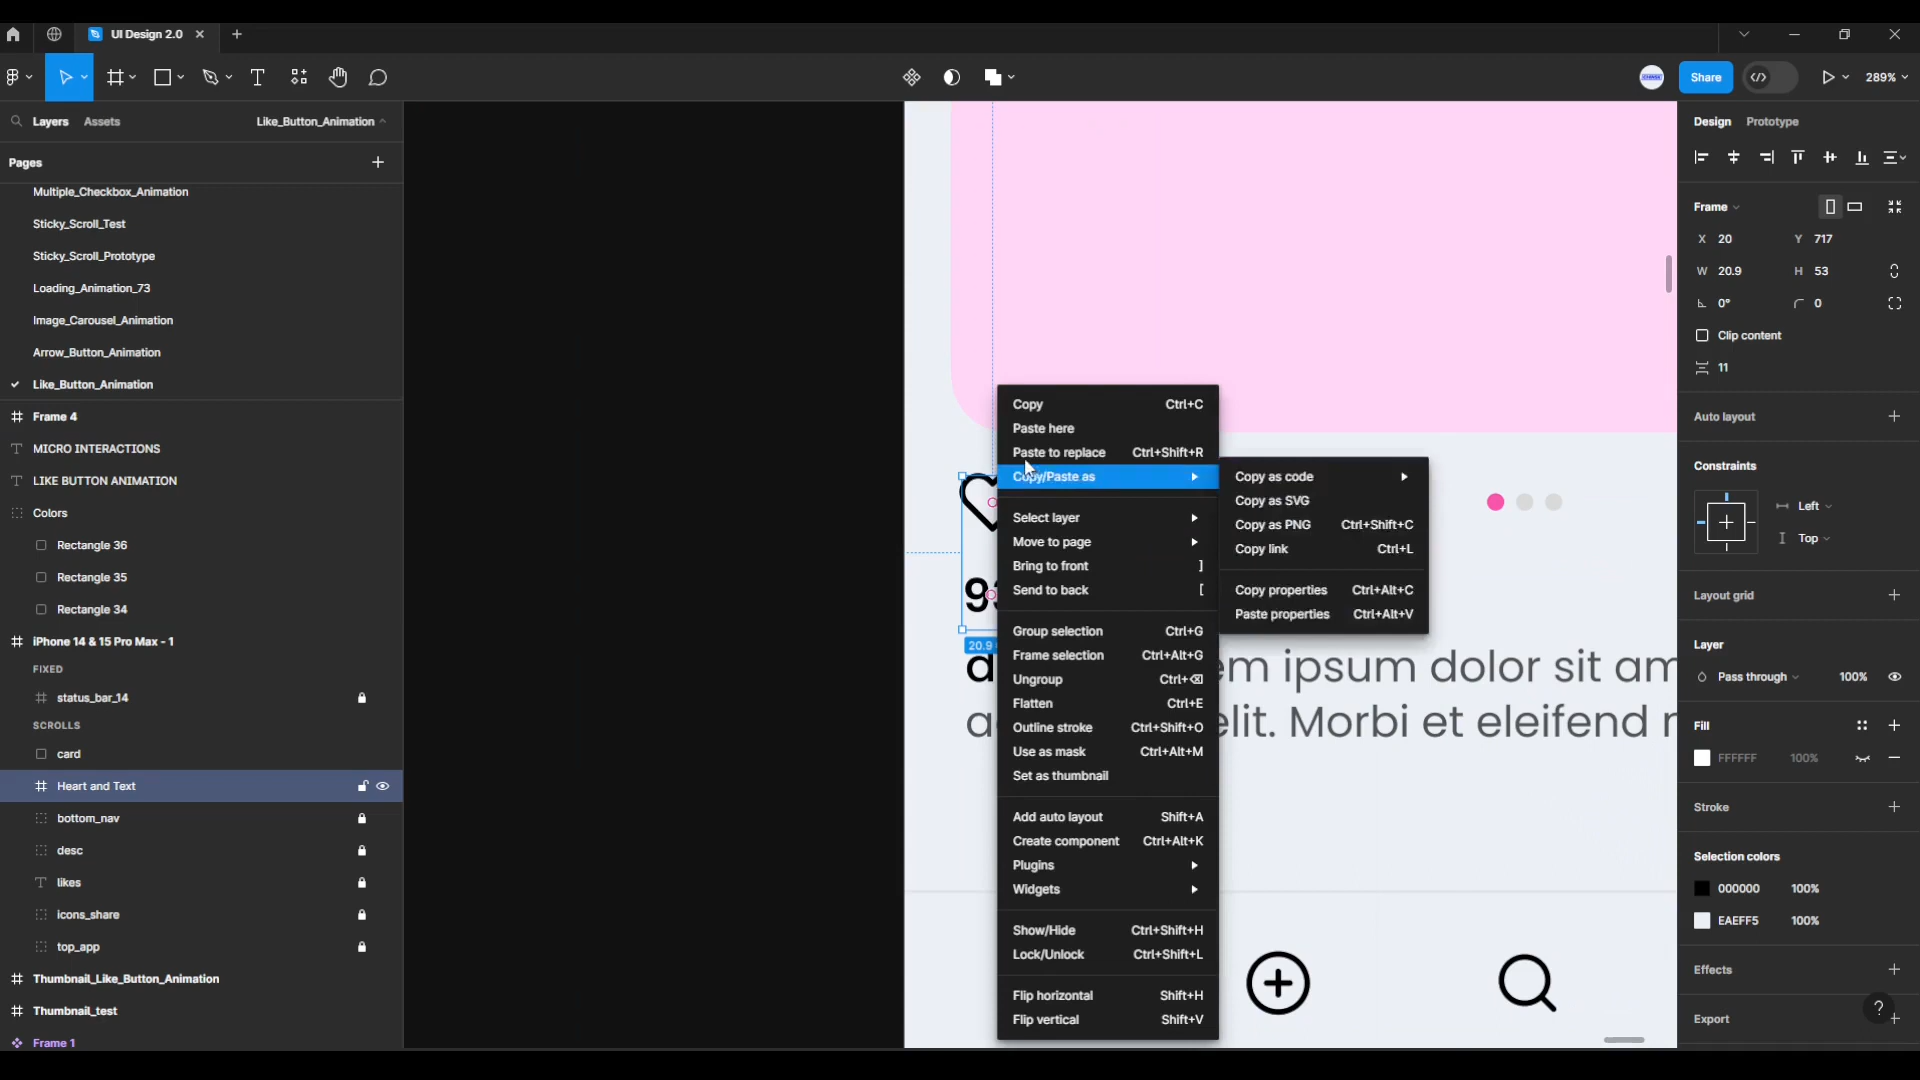 UI Design 2.0
Share
289%
Layers Assets Like_Button_Animation
Pages
Multiple_Checkbox_Animation
Sticky_Scroll_Test
Sticky_Scroll_Prototype
Loading_Animation_73
Image_Carousel_Animation
Arrow_Button_Animation
Like_Button_Animation
Frame 4
MICRO INTERACTIONS
LIKE BUTTON ANIMATION
Colors
Rectangle 36
Rectangle 35
Rectangle 34
iPhone 14 & 15 Pro Max - 1
FIXED
status_bar_14
SCROLLS
card
Heart and Text
bottom_nav
desc
likes
icons_share
top_app
Thumbnail_Like_Button_Animation
Thumbnail_test
Frame 1
20.9
em ipsum dolor sit am
elit. Morbi et eleifend r
Copy Ctrl+C
Paste here
Paste to replace Ctrl+Shift+R
Copy/Paste as
Select layer
Move to page
Bring to front ]
Send to back [
Group selection Ctrl+G
Frame selection Ctrl+Alt+G
Ungroup Ctrl+⌫
Flatten Ctrl+E
Outline stroke Ctrl+Shift+O
Use as mask Ctrl+Alt+M
Set as thumbnail
Add auto layout Shift+A
Create component Ctrl+Alt+K
Plugins
Widgets
Show/Hide Ctrl+Shift+H
Lock/Unlock Ctrl+Shift+L
Flip horizontal Shift+H
Flip vertical Shift+V
Copy as code
Copy as SVG
Copy as PNG Ctrl+Shift+C
Copy link Ctrl+L
Copy properties Ctrl+Alt+C
Paste properties Ctrl+Alt+V
Design Prototype
Frame
X 20 Y 717
W 20.9 H 53
0° 0
Clip content
11
Auto layout
Constraints
Left
Top
Layout grid
Layer
Pass through 100%
Fill
FFFFFF 100%
Stroke
Selection colors
000000 100%
EAEFF5 100%
Effects
?
Export